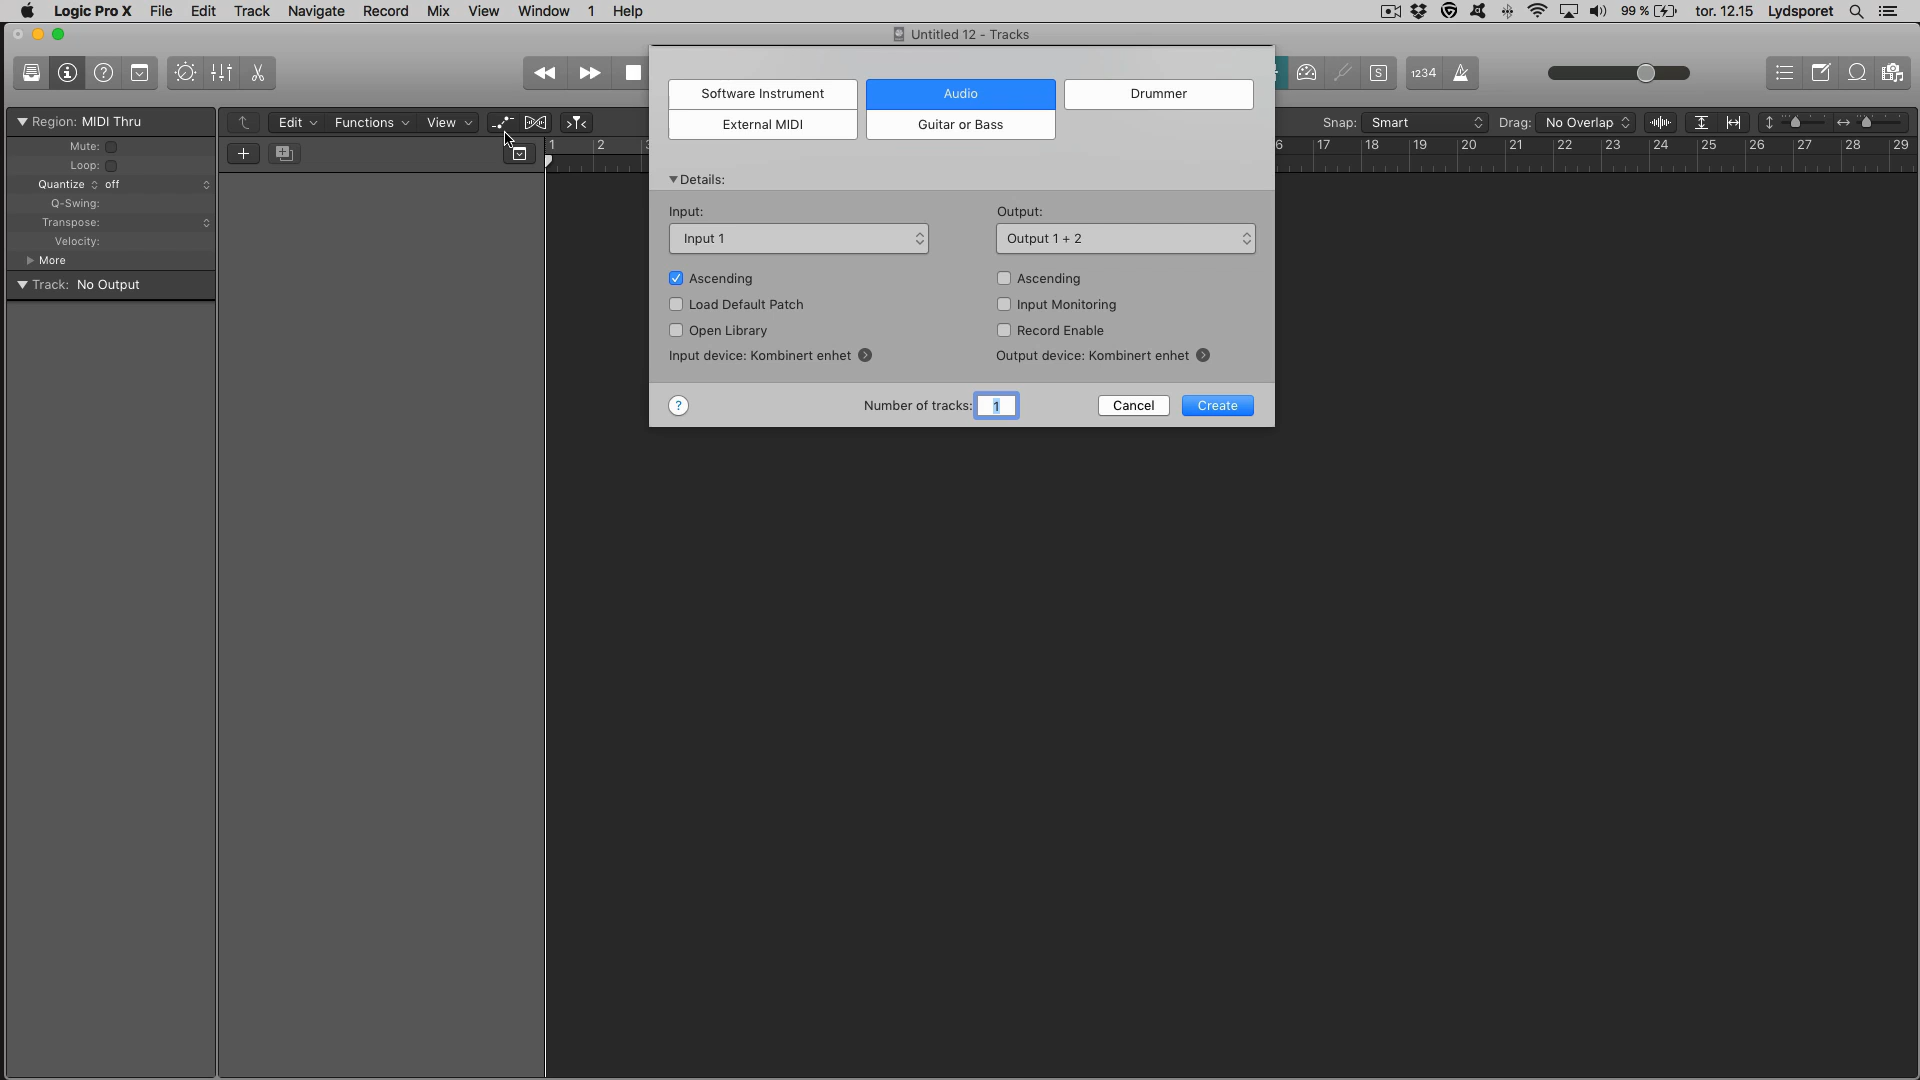 Logic Pro X File Edit Track Navigate Record Mix View Window 1 Help 99 % tor. 12.15 Lydsporet
Untitled 12 - Tracks
S 1234
Software Instrument Audio Drummer
External MIDI Guitar or Bass
Region: MIDI Thru
Edit Functions View
Snap: Smart Drag: No Overlap
Mute:
1 2 3 6 17 18 19 20 21 22 23 24 25 26 27 28 29
Loop:
Quantize off
Q-Swing:
Transpose:
Velocity:
More
Track: No Output
Details:
Input: Output:
Input 1 Output 1 + 2
Ascending Ascending
Load Default Patch Input Monitoring
Open Library Record Enable
Input device: Kombinert enhet Output device: Kombinert enhet
? Number of tracks: 1 Cancel Create